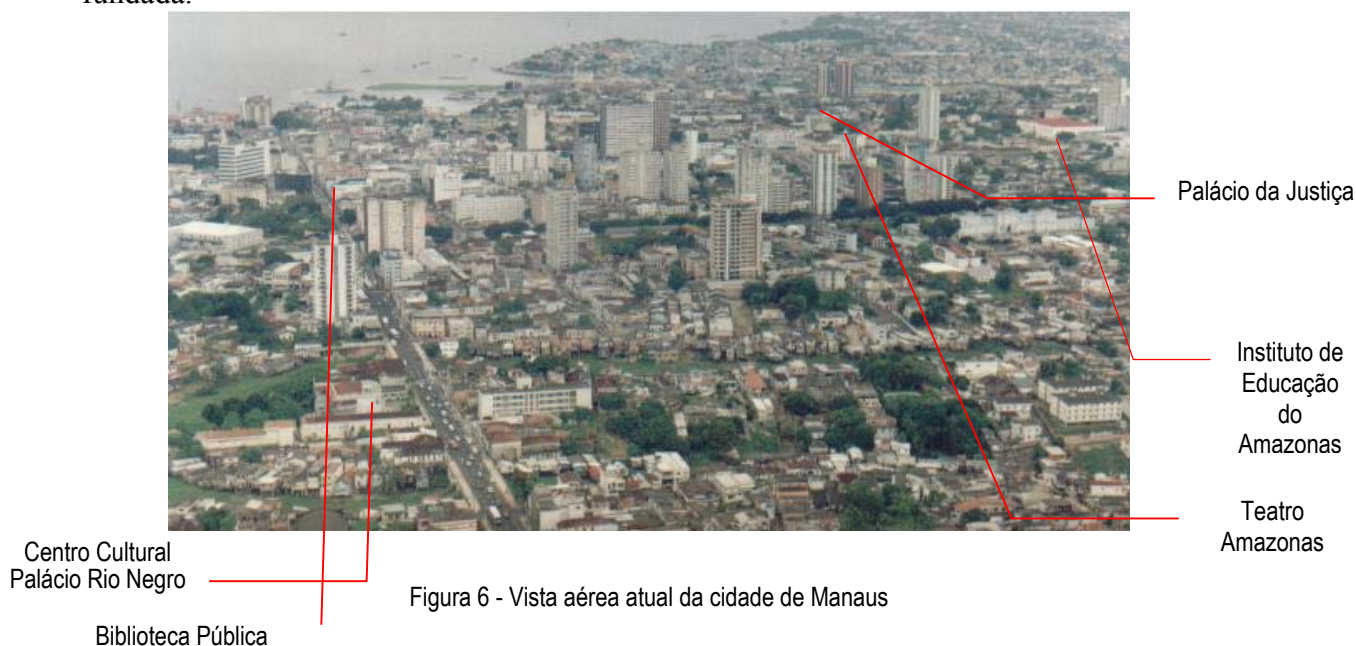 fundada.
Palácio da Justiça
Instituto de
Educação
do
Amazonas
Teatro
Amazonas
Centro Cultural
Palácio Rio Negro
Figura 6 - Vista aérea atual da cidade de Manaus
Biblioteca Pública